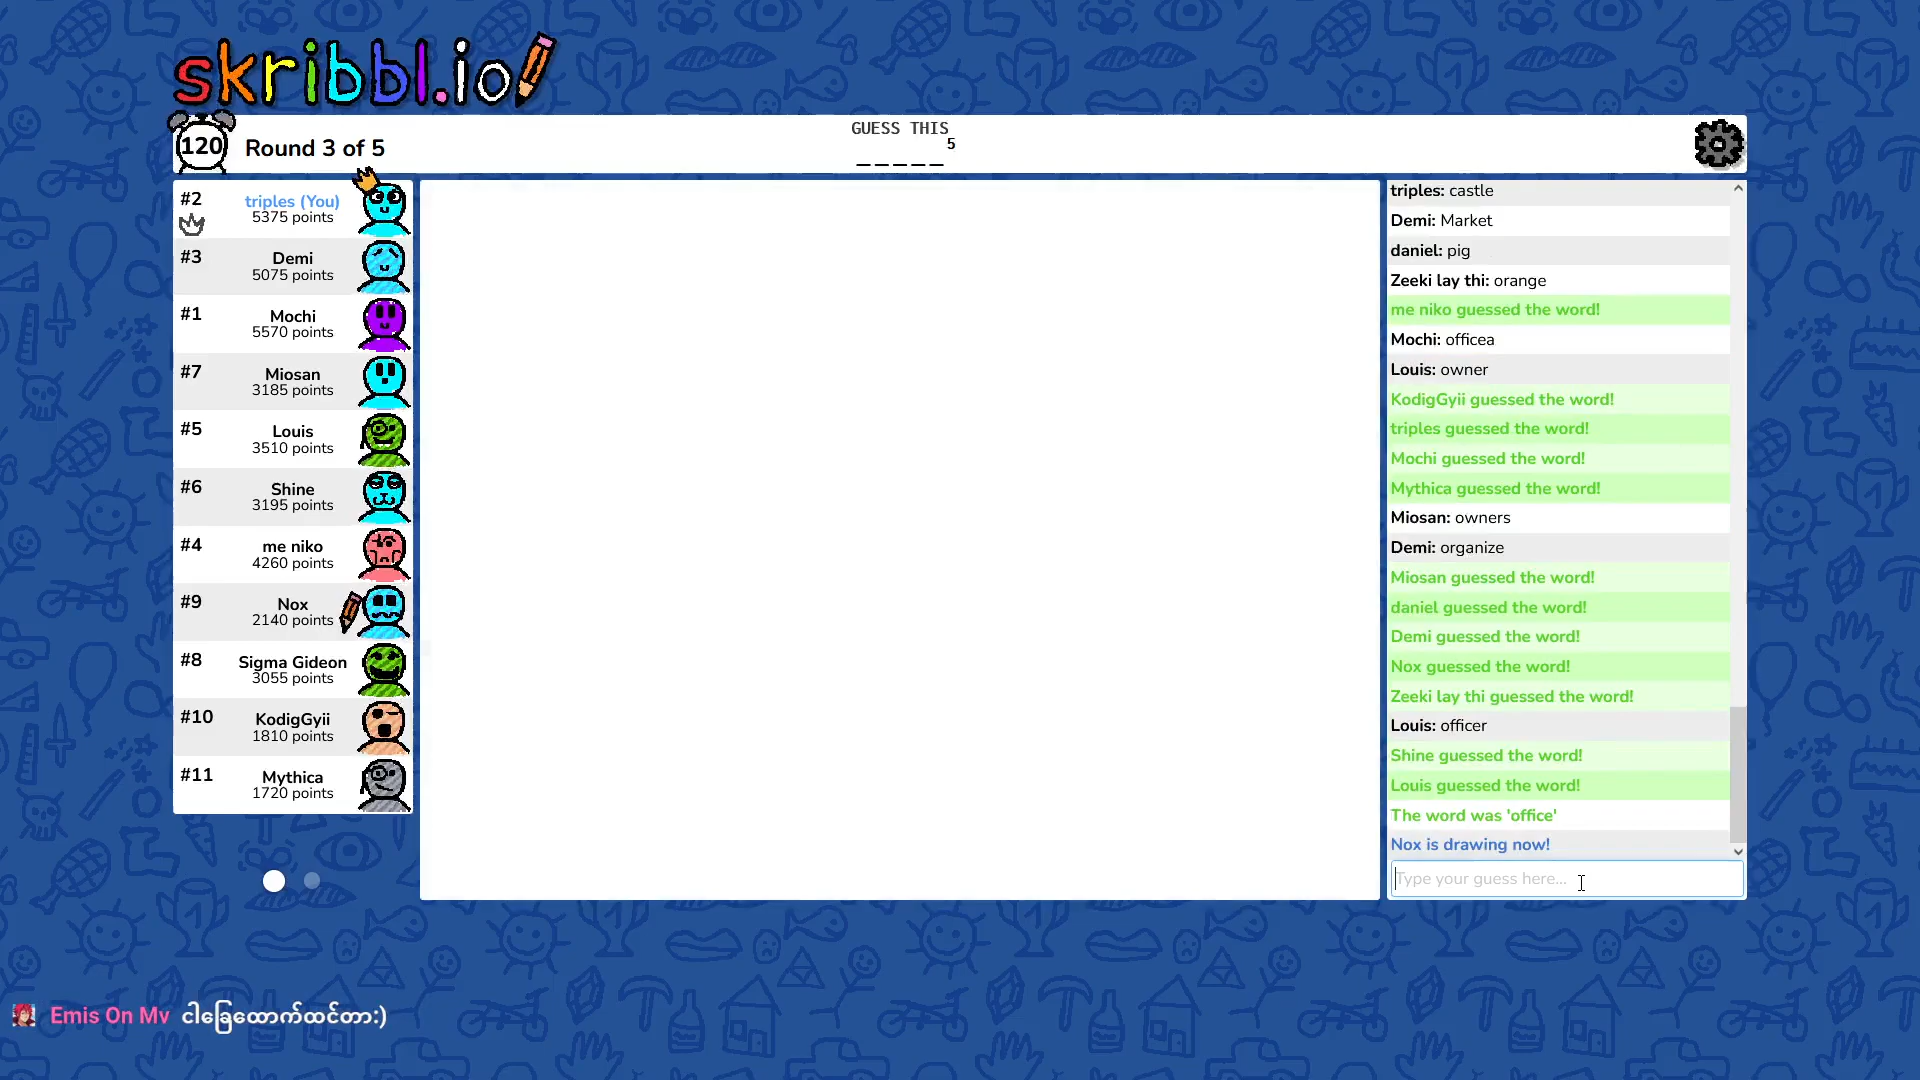 skribbl.io
120
Round 3 of 5
GUESS THIS
5
_ _ _ _ _
#2
triples (You)
5375 points
#3
Demi
5075 points
#1
Mochi
5570 points
#7
Miosan
3185 points
#5
Louis
3510 points
#6
Shine
3195 points
#4
me niko
4260 points
#9
Nox
2140 points
#8
Sigma Gideon
3055 points
#10
KodigGyii
1810 points
#11
Mythica
1720 points
triples: castle
Demi: Market
daniel: pig
Zeeki lay thi: orange
me niko guessed the word!
Mochi: officea
Louis: owner
KodigGyii guessed the word!
triples guessed the word!
Mochi guessed the word!
Mythica guessed the word!
Miosan: owners
Demi: organize
Miosan guessed the word!
daniel guessed the word!
Demi guessed the word!
Nox guessed the word!
Zeeki lay thi guessed the word!
Louis: officer
Shine guessed the word!
Louis guessed the word!
The word was 'office'
Nox is drawing now!
Type your guess here...
Emis On Mv ငါခြေထောက်ထင်တာ:)